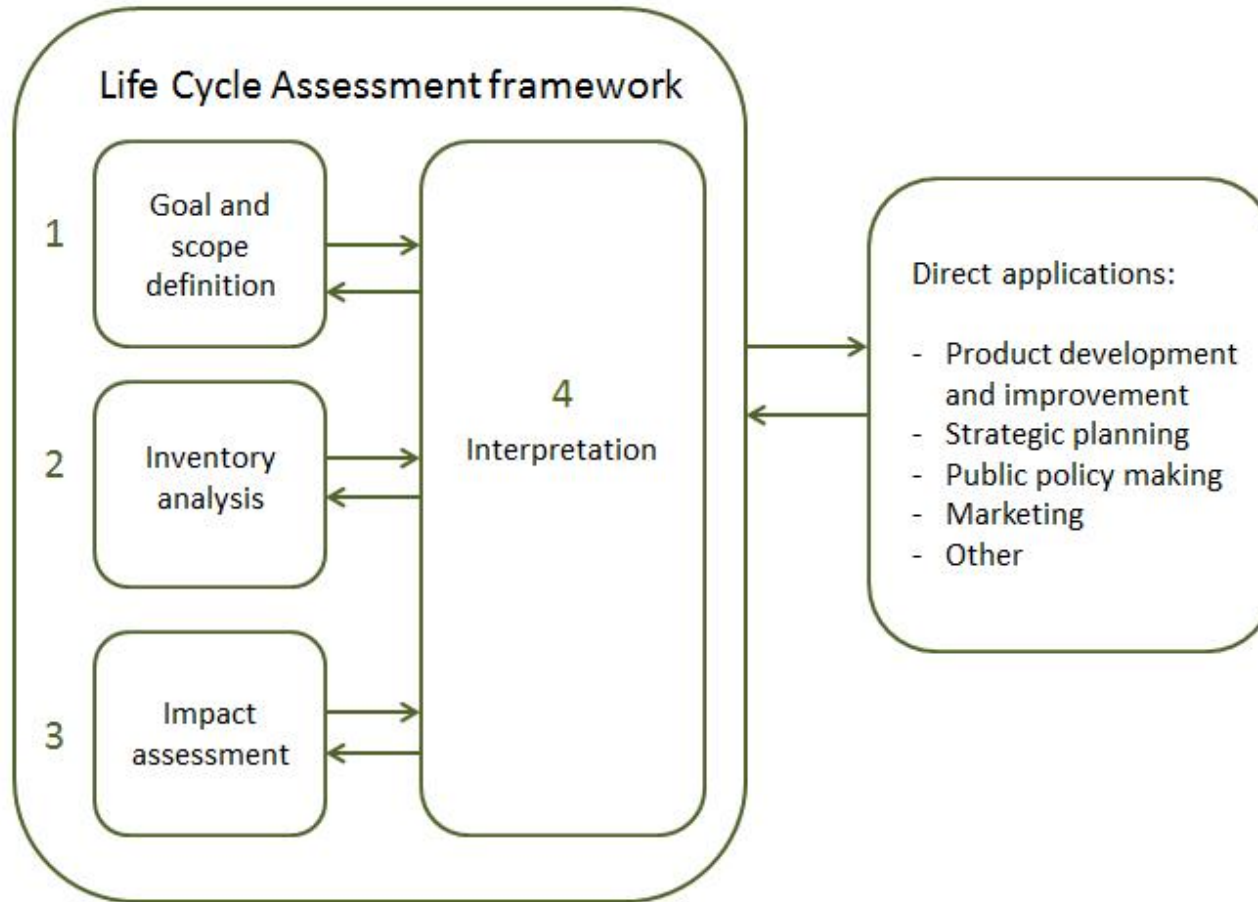 Life Cycle Assessment framework
1
Goal and
scope
definition
2
Inventory
analysis
3
Impact
assessment
4
Interpretation
Direct applications:
- Product development
and improvement
- Strategic planning
- Public policy making
- Marketing
- Other